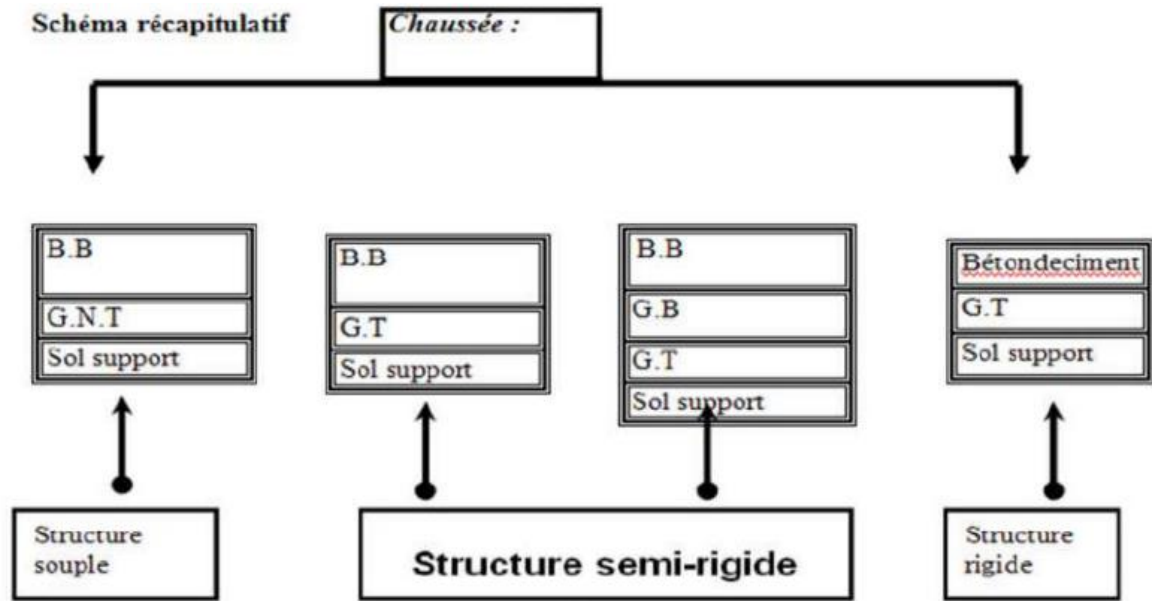 Schéma récapitulatif
Chaussée :
B.B
G.N.T
Sol support
B.B
G.T
Sol support
B.B
G.B
G.T
Sol support
Bétondeciment
G.T
Sol support
Structure
souple
Structure semi-rigide
Structure
rigide